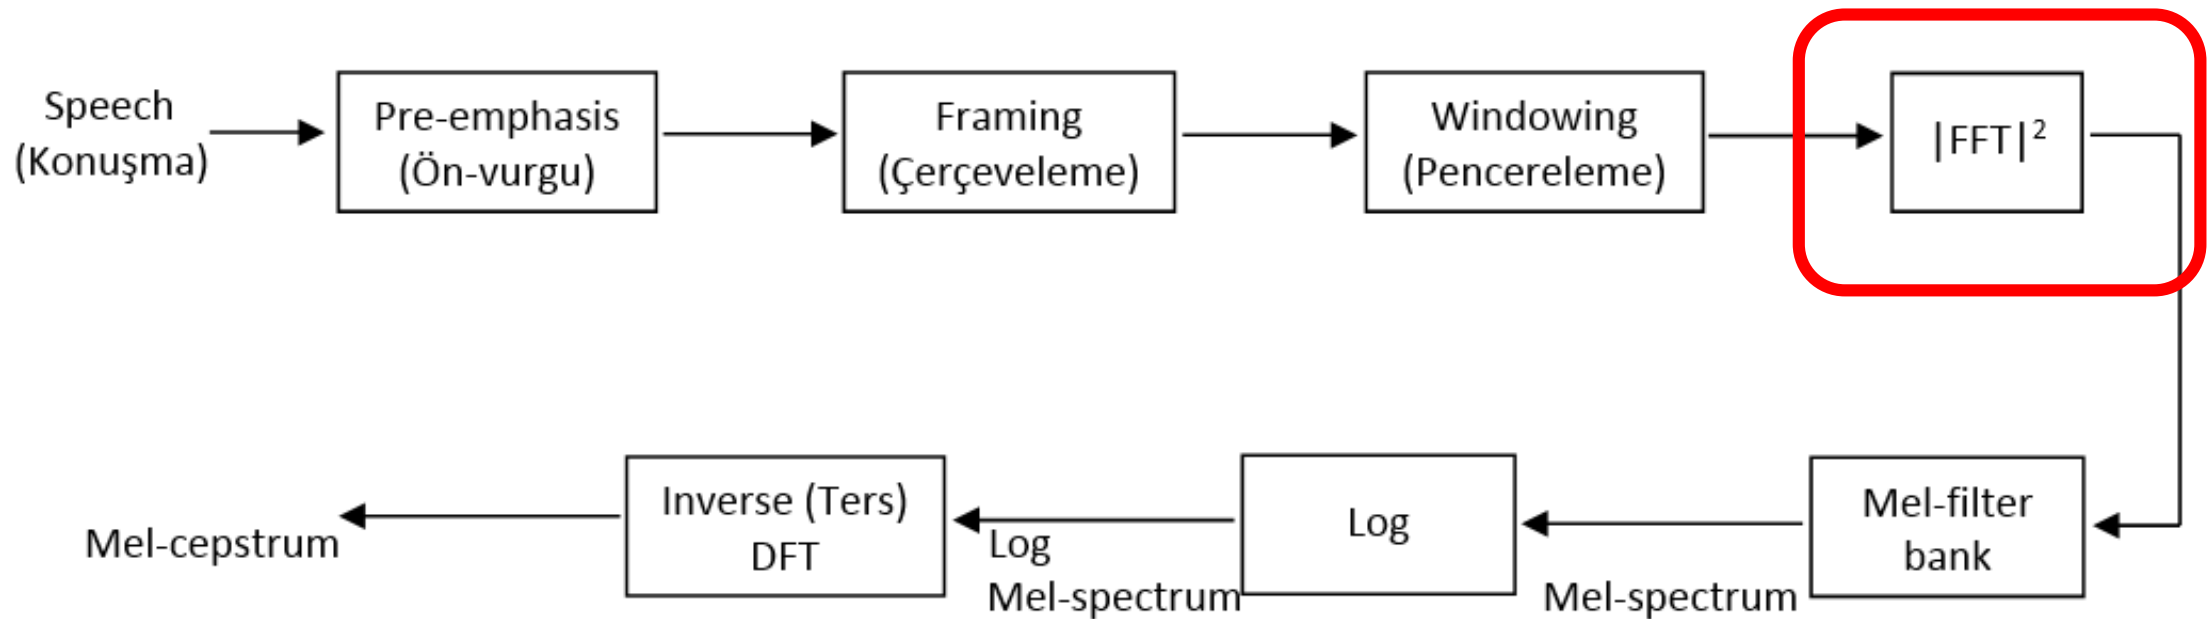 Speech
(Konuşma)
Pre-emphasis
(Ön-vurgu)
Framing
(Çerçeveleme)
Windowing
(Pencereleme)
|FFT|²
Mel-filter
bank
Mel-spectrum
Log
Log
Mel-spectrum
Inverse (Ters)
DFT
Mel-cepstrum